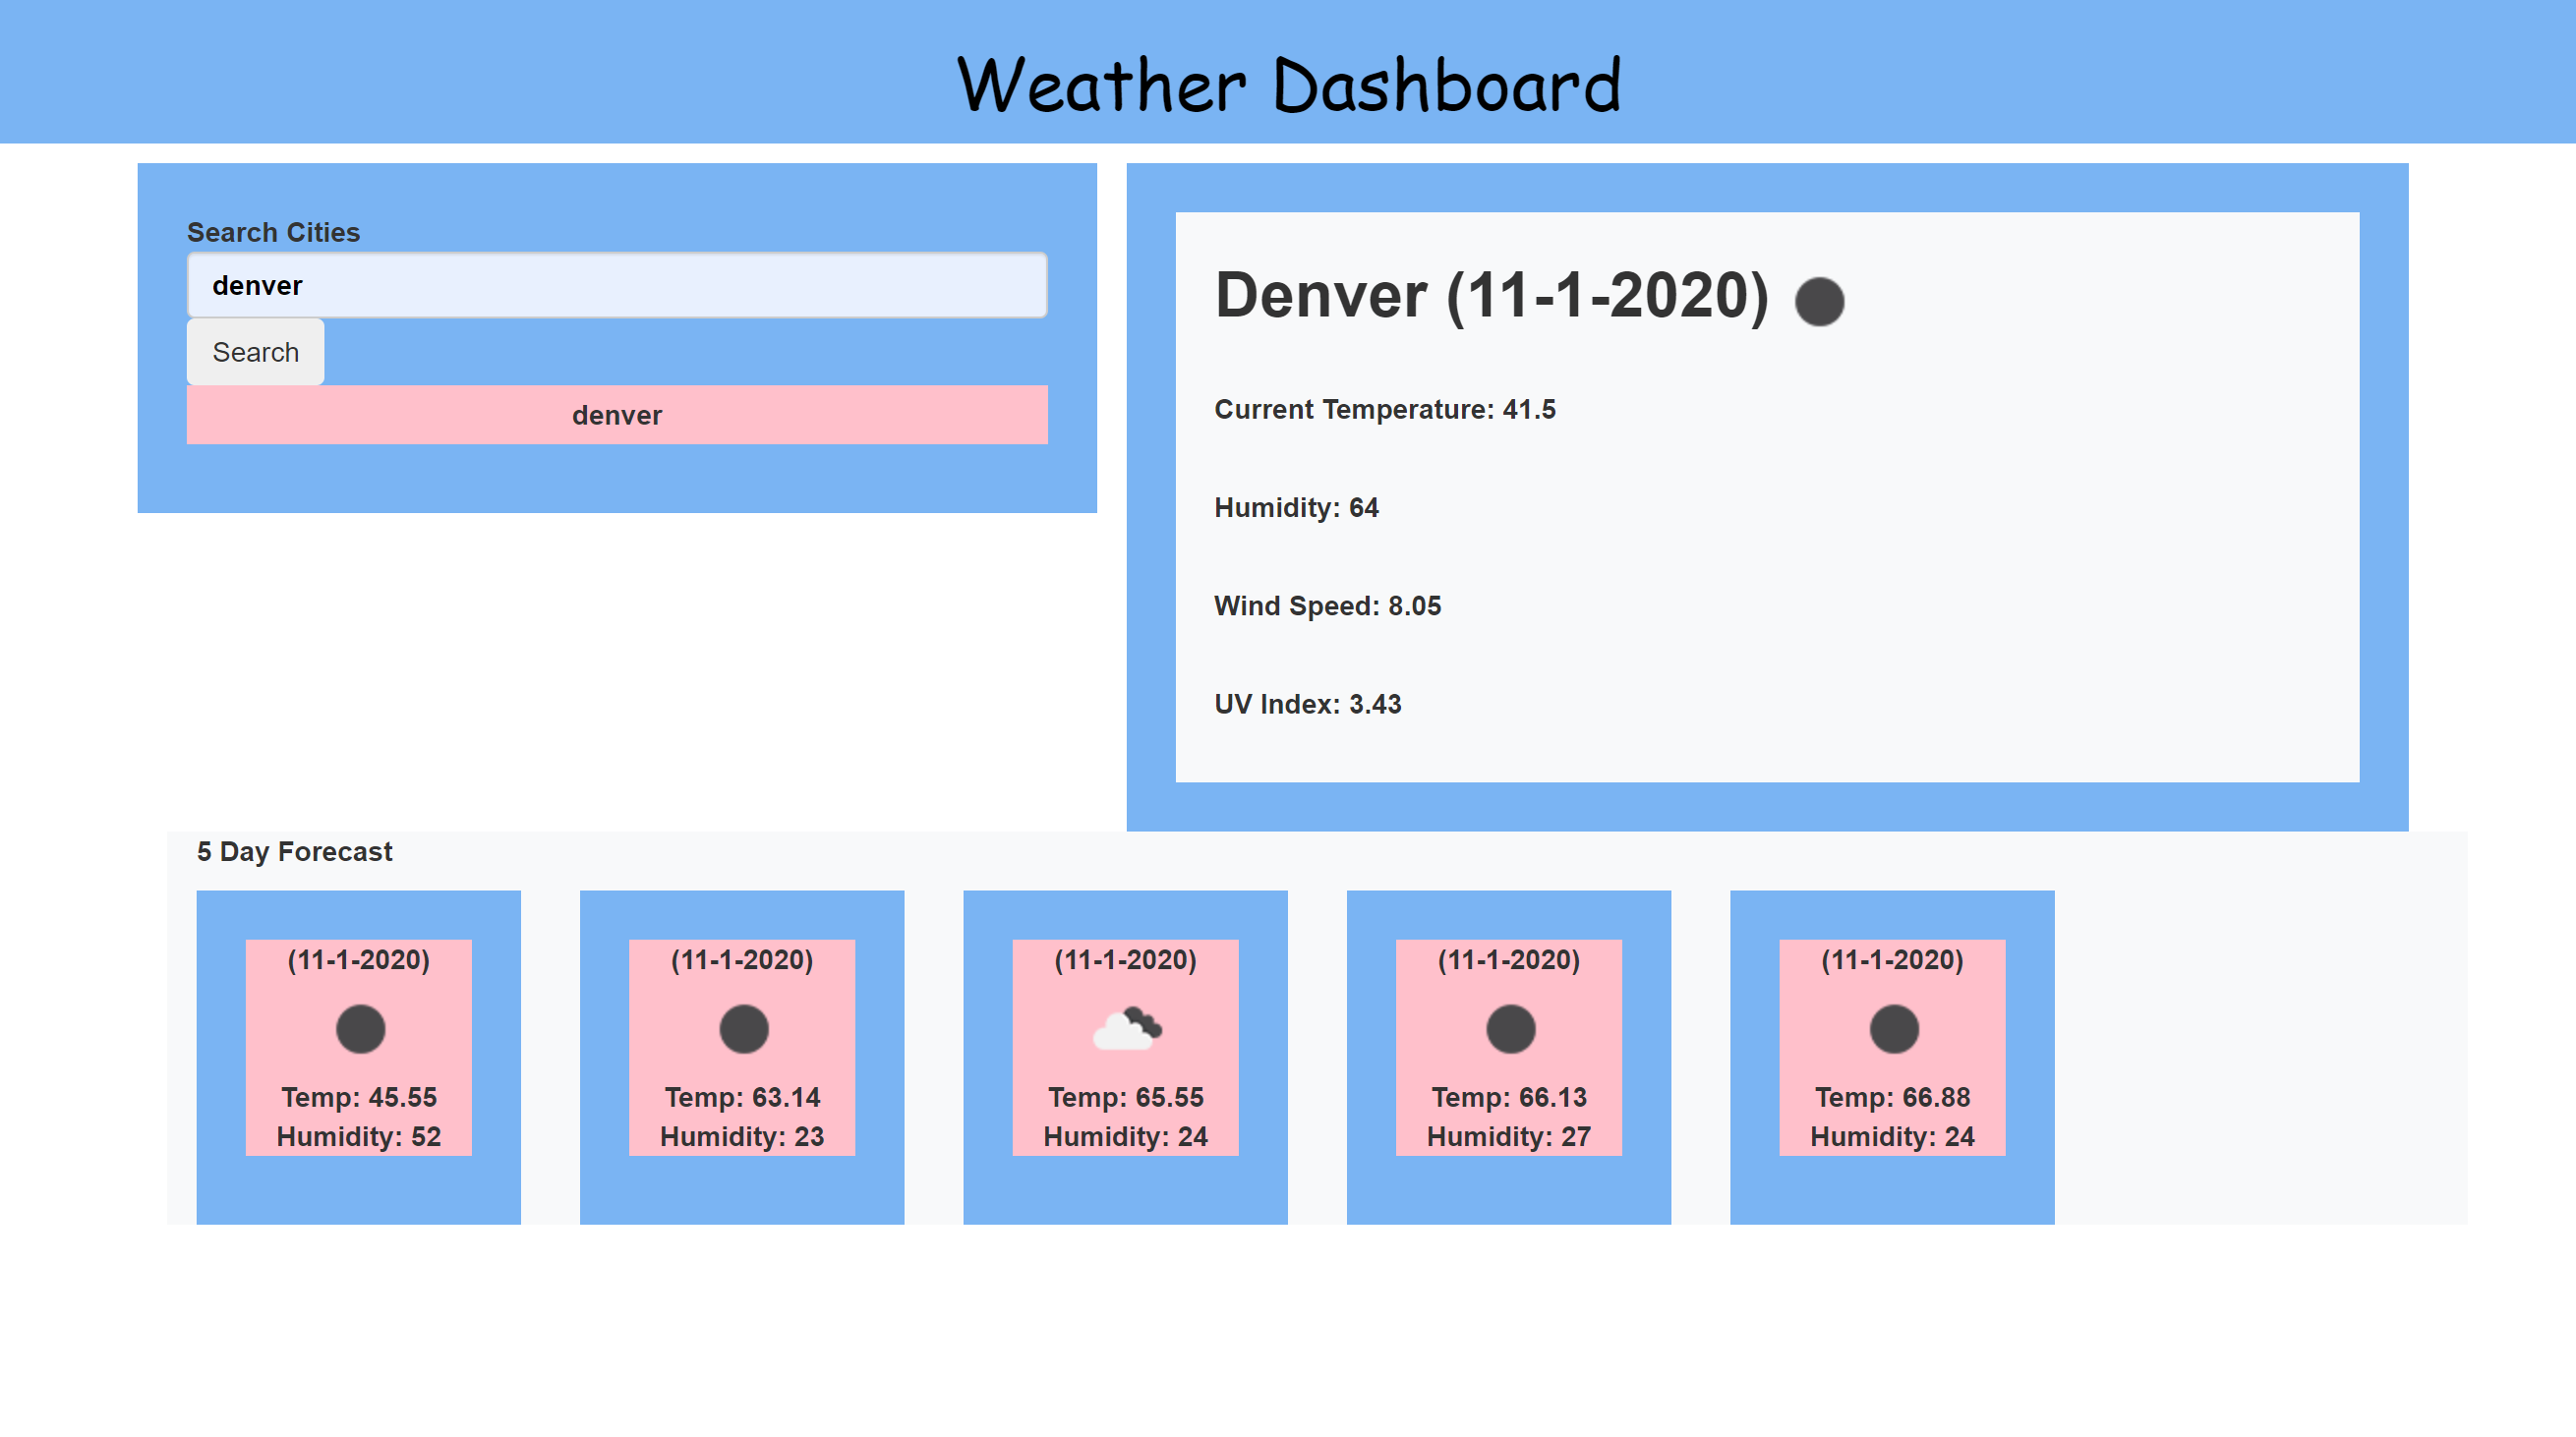 Weather Dashboard
Search Cities
denver
Search
denver
Denver (11-1-2020)
Current Temperature: 41.5
Humidity: 64
Wind Speed: 8.05
UV Index: 3.43
5 Day Forecast
(11-1-2020)
Temp: 45.55
Humidity: 52
(11-1-2020)
Temp: 63.14
Humidity: 23
(11-1-2020)
Temp: 65.55
Humidity: 24
(11-1-2020)
Temp: 66.13
Humidity: 27
(11-1-2020)
Temp: 66.88
Humidity: 24